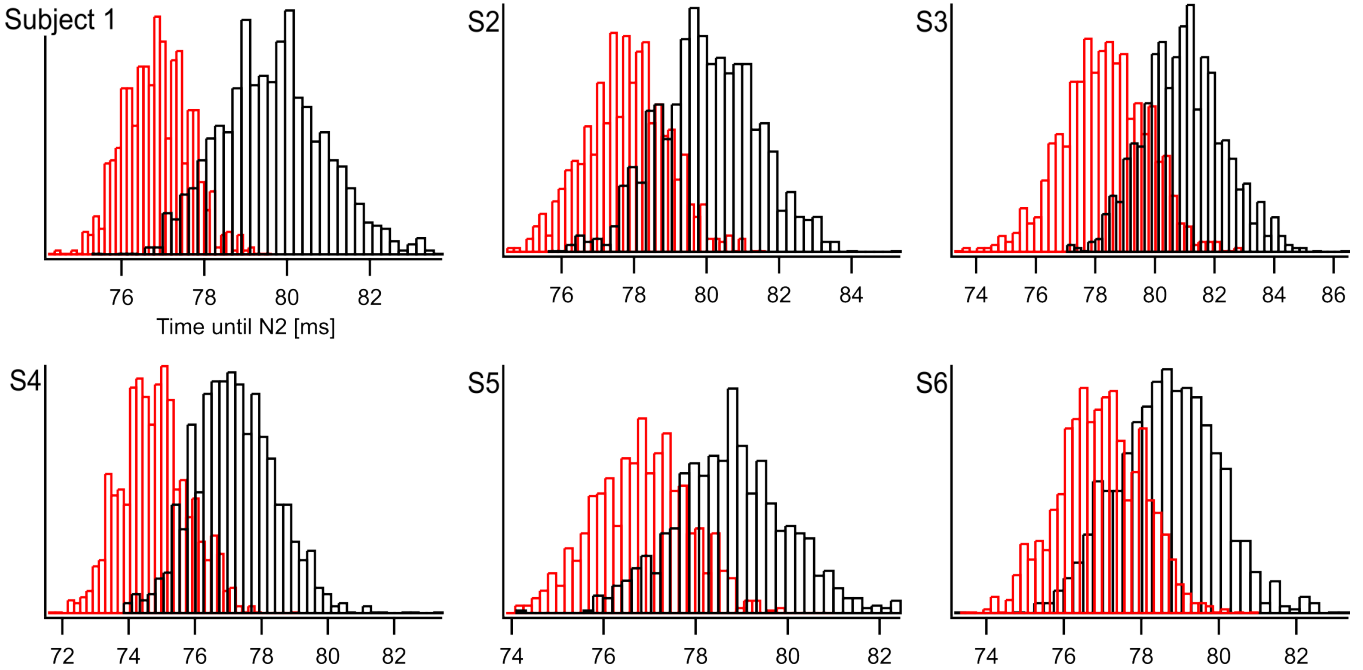 Subject 1
76 78 80 82
Time until N2 [ms]
S2
76 78 80 82 84
S3
74 76 78 80 82 84 86
S4
72 74 76 78 80 82
S5
74 76 78 80 82
S6
74 76 78 80 82